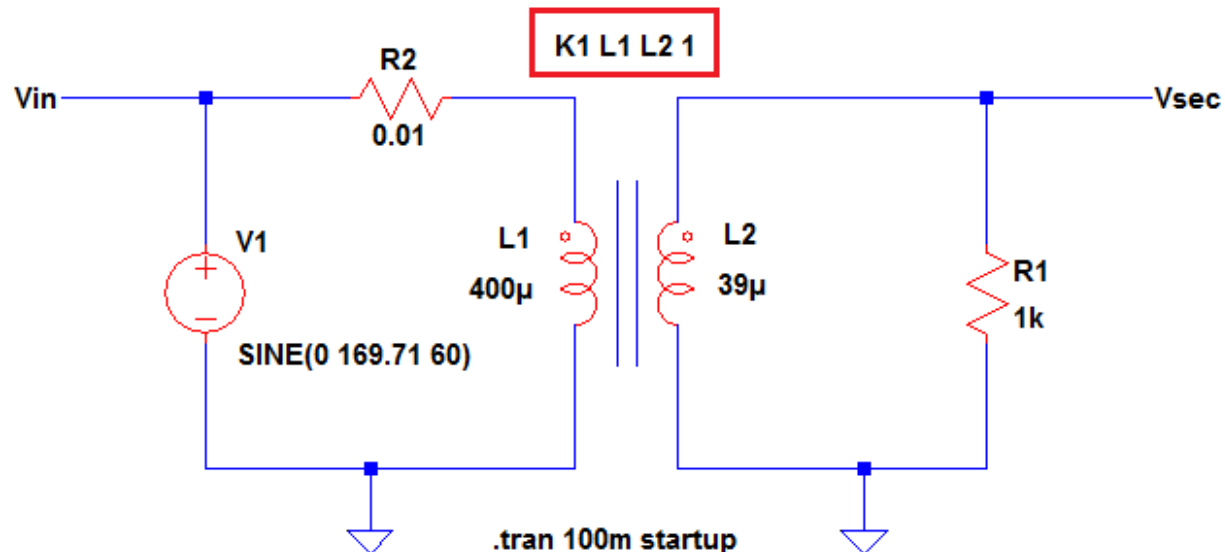 K1 L1 L2 1
R2
Vin
Vsec
0.01
V1
L1
L2
R1
400µ
39µ
1k
SINE(0 169.71 60)
.tran 100m startup